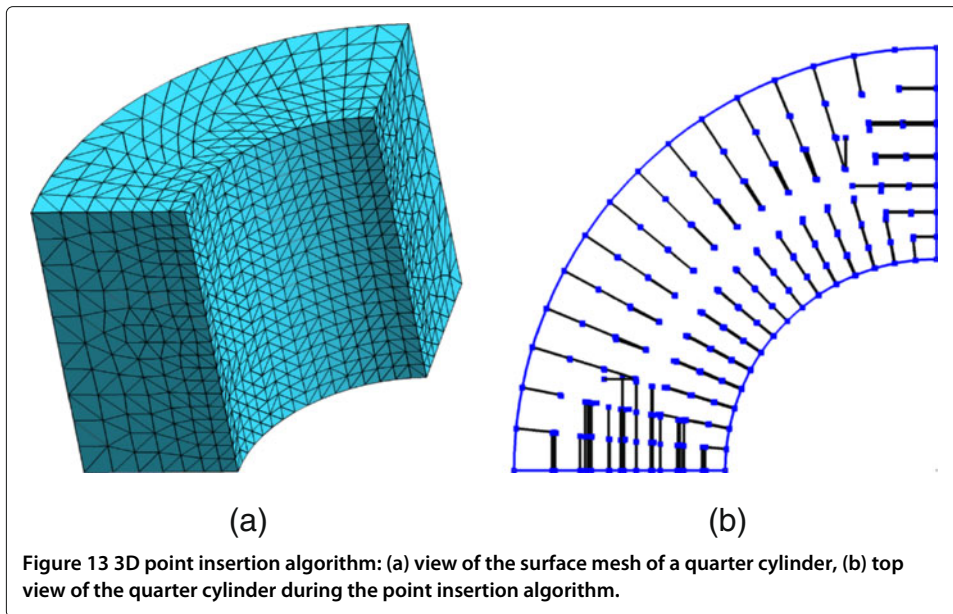 (a)
(b)
Figure 13 3D point insertion algorithm: (a) view of the surface mesh of a quarter cylinder, (b) top
view of the quarter cylinder during the point insertion algorithm.